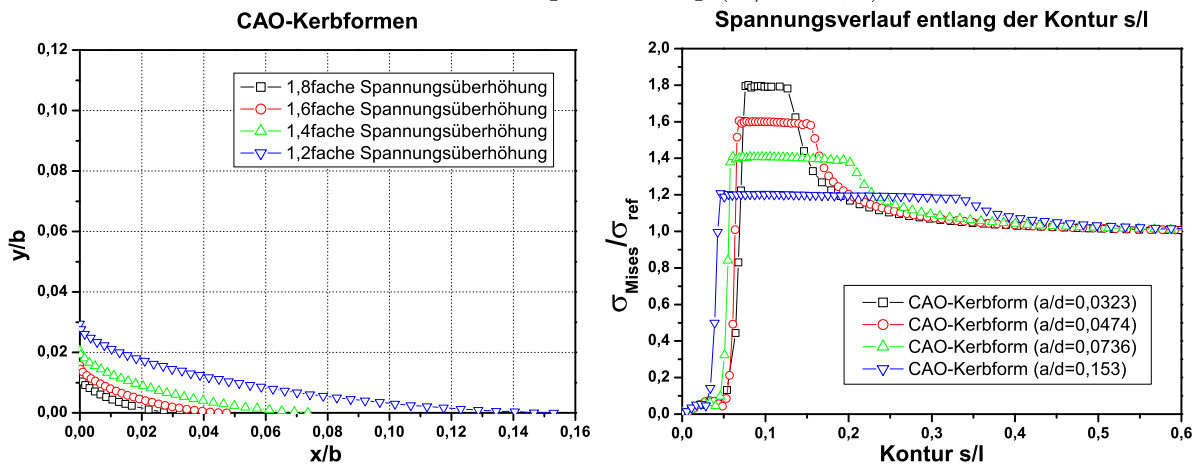 CAO-Kerbformen
0,12
0,10
0,08
0,06
0,04
0,02
0,00
y/b
1,8fache Spannungsüberhöhung
1,6fache Spannungsüberhöhung
1,4fache Spannungsüberhöhung
1,2fache Spannungsüberhöhung
0,00 0,02 0,04 0,06 0,08 0,10 0,12 0,14 0,16
x/b
Spannungsverlauf entlang der Kontur s/l
2,0
1,8
1,6
1,4
1,2
1,0
0,8
0,6
0,4
0,2
0,0
σMises/σref
CAO-Kerbform (a/d=0,0323)
CAO-Kerbform (a/d=0,0474)
CAO-Kerbform (a/d=0,0736)
CAO-Kerbform (a/d=0,153)
0,0 0,1 0,2 0,3 0,4 0,5 0,6
Kontur s/l